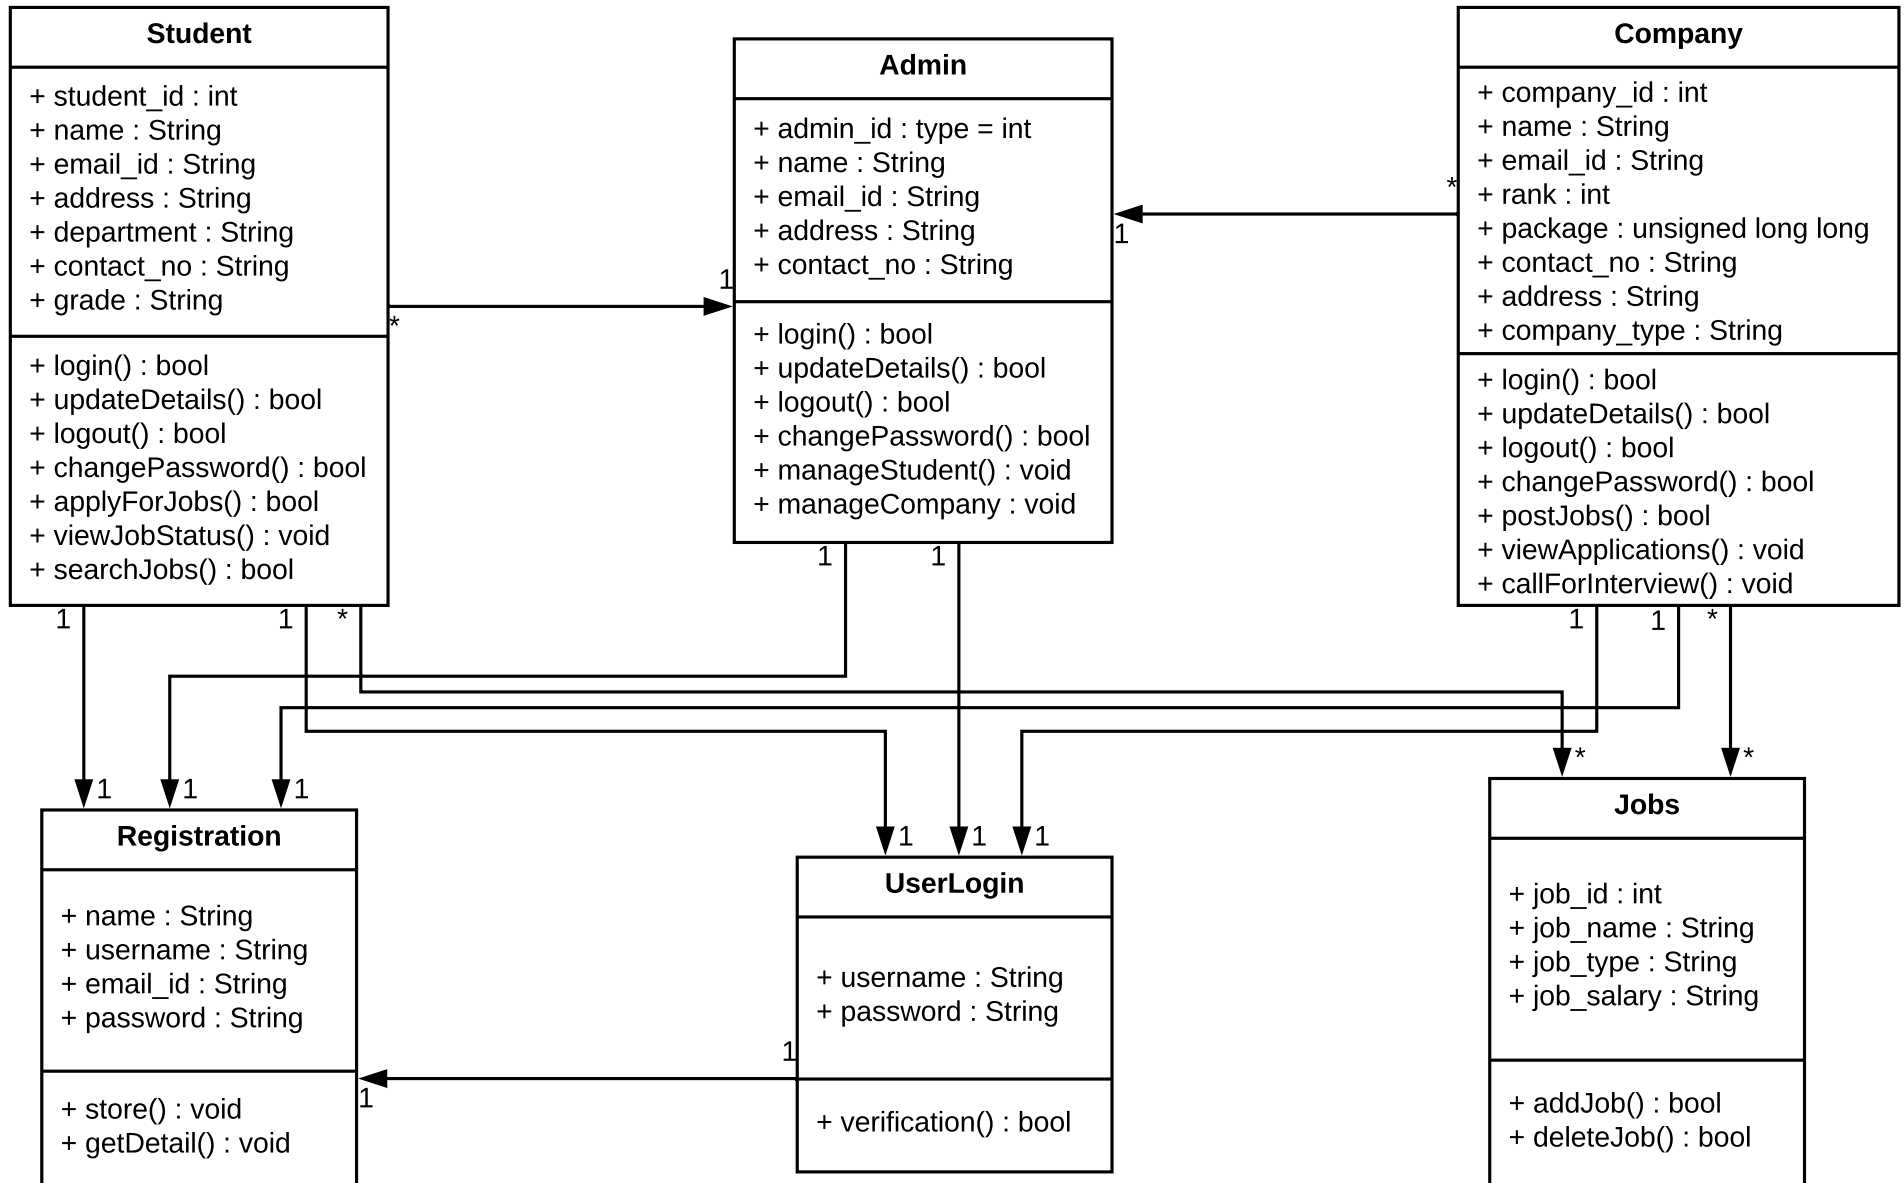 Student
+ student_id : int
+ name : String
+ email_id : String
+ address : String
+ department : String
+ contact_no : String
+ grade : String
+ login() : bool
+ updateDetails() : bool
+ logout() : bool
+ changePassword() : bool
+ applyForJobs() : bool
+ viewJobStatus() : void
+ searchJobs() : bool
Admin
+ admin_id : type = int
+ name : String
+ email_id : String
+ address : String
+ contact_no : String
+ login() : bool
+ updateDetails() : bool
+ logout() : bool
+ changePassword() : bool
+ manageStudent() : void
+ manageCompany : void
Company
+ company_id : int
+ name : String
+ email_id : String
+ rank : int
+ package : unsigned long long
+ contact_no : String
+ address : String
+ company_type : String
+ login() : bool
+ updateDetails() : bool
+ logout() : bool
+ changePassword() : bool
+ postJobs() : bool
+ viewApplications() : void
+ callForInterview() : void
*
1
1
*
1
1
1
1
*
1
1
*
1
1
1
1
1
1
*
*
Registration
+ name : String
+ username : String
+ email_id : String
+ password : String
+ store() : void
+ getDetail() : void
1
1
UserLogin
+ username : String
+ password : String
+ verification() : bool
Jobs
+ job_id : int
+ job_name : String
+ job_type : String
+ job_salary : String
+ addJob() : bool
+ deleteJob() : bool